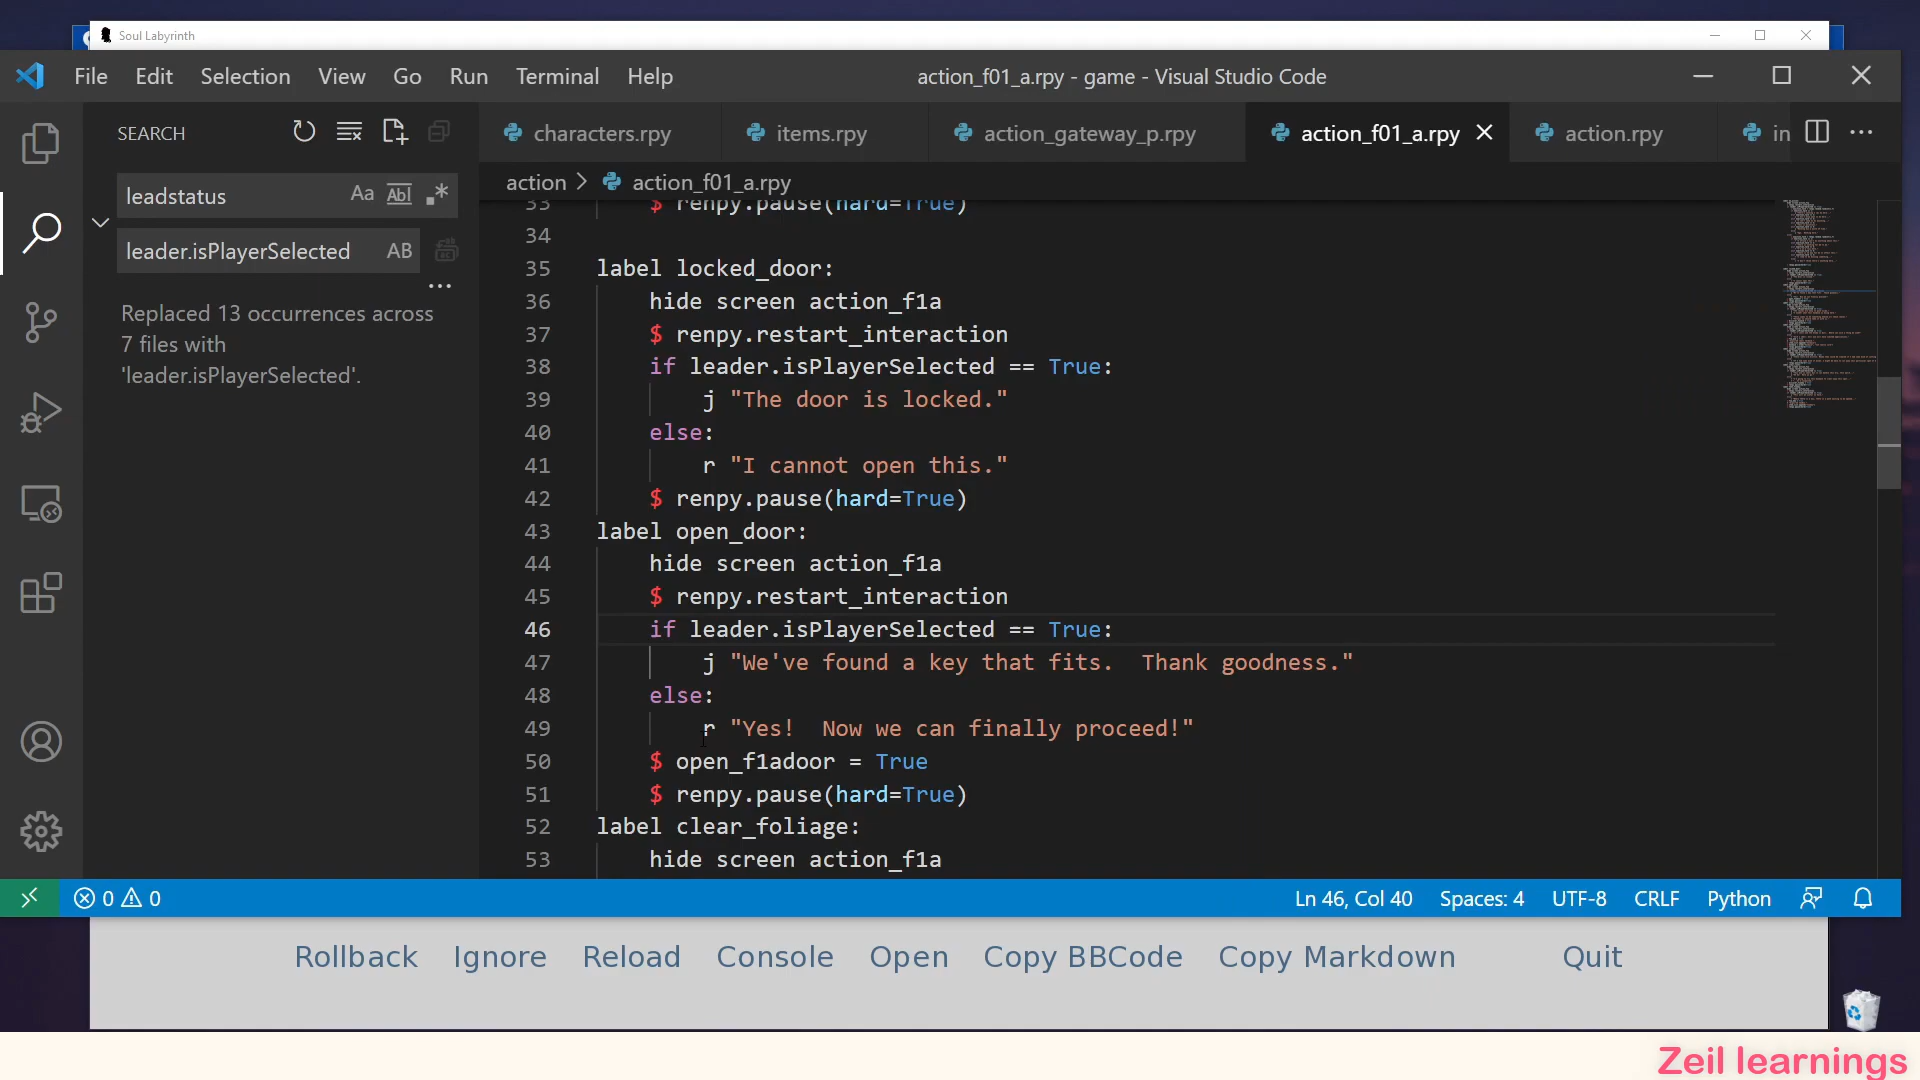 Soul Labyrinth
File Edit Selection View Go Run Terminal Help
action_f01_a.rpy - game - Visual Studio Code
SEARCH
characters.rpy
items.rpy
action_gateway_p.rpy
action_f01_a.rpy
action.rpy
in
leadstatus
Aa Abl .*
leader.isPlayerSelected
AB
...
Replaced 13 occurrences across
7 files with
'leader.isPlayerSelected'.
action > action_f01_a.rpy
33 $ renpy.pause(hard=True)
34
35 label locked_door:
36 hide screen action_f1a
37 $ renpy.restart_interaction
38 if leader.isPlayerSelected == True:
39 j "The door is locked."
40 else:
41 r "I cannot open this."
42 $ renpy.pause(hard=True)
43 label open_door:
44 hide screen action_f1a
45 $ renpy.restart_interaction
46 if leader.isPlayerSelected == True:
47 j "We've found a key that fits.  Thank goodness."
48 else:
49 r "Yes!  Now we can finally proceed!"
50 $ open_f1adoor = True
51 $ renpy.pause(hard=True)
52 label clear_foliage:
53 hide screen action_f1a
0 0
Ln 46, Col 40 Spaces: 4 UTF-8 CRLF Python
Rollback Ignore Reload Console Open Copy BBCode Copy Markdown Quit
Zeil learnings